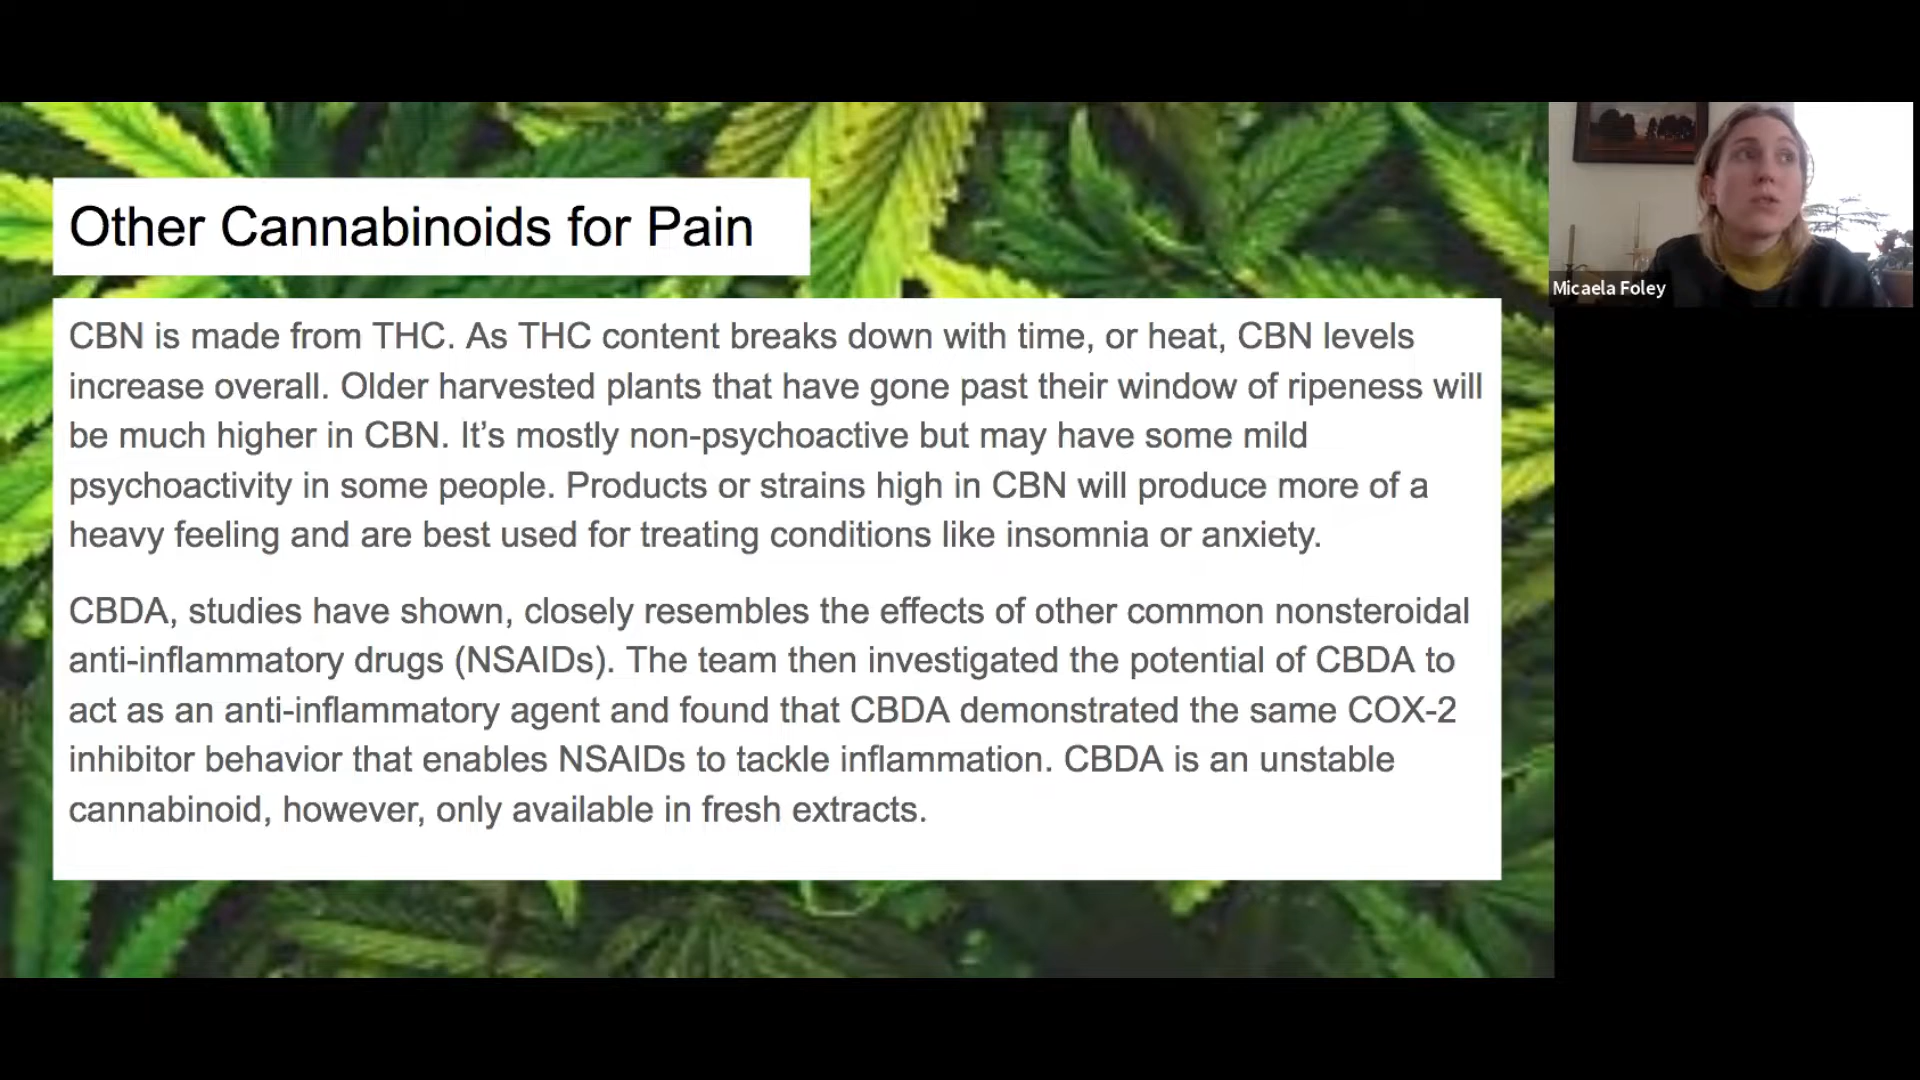 Other Cannabinoids for Pain
CBN is made from THC. As THC content breaks down with time, or heat, CBN levels
increase overall. Older harvested plants that have gone past their window of ripeness will
be much higher in CBN. It’s mostly non-psychoactive but may have some mild
psychoactivity in some people. Products or strains high in CBN will produce more of a
heavy feeling and are best used for treating conditions like insomnia or anxiety.
CBDA, studies have shown, closely resembles the effects of other common nonsteroidal
anti-inflammatory drugs (NSAIDs). The team then investigated the potential of CBDA to
act as an anti-inflammatory agent and found that CBDA demonstrated the same COX-2
inhibitor behavior that enables NSAIDs to tackle inflammation. CBDA is an unstable
cannabinoid, however, only available in fresh extracts.
Micaela Foley